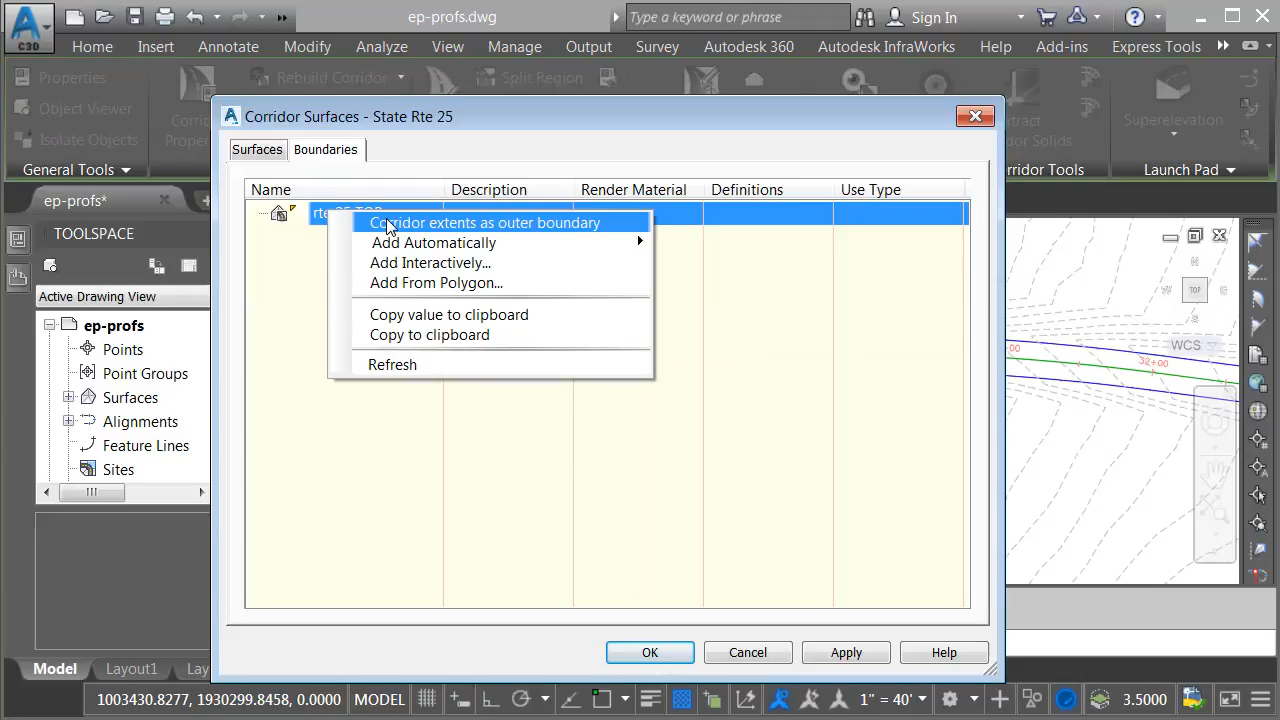 ep-profs.dwg
Type a keyword or phrase
Sign In
C3D
Home
Insert
Annotate
Modify
Analyze
View
Manage
Output
Survey
Autodesk 360
Autodesk InfraWorks
Help
Add-ins
Express Tools
Properties
Object Viewer
Isolate Objects
General Tools
Rebuild Corridor
Split Region
Superelevation
Launch Pad
Corridor Surfaces - State Rte 25
Surfaces
Boundaries
Name
Description
Render Material
Definitions
Use Type
Corridor extents as outer boundary
Add Automatically
Add Interactively...
Add From Polygon...
Copy value to clipboard
Copy to clipboard
Refresh
OK
Cancel
Apply
Help
ep-profs*
TOOLSPACE
Active Drawing View
ep-profs
Points
Point Groups
Surfaces
Alignments
Feature Lines
Sites
TOP
WCS
32+00
Model
Layout1
1003430.8277, 1930299.8458, 0.0000
MODEL
1" = 40'
3.5000